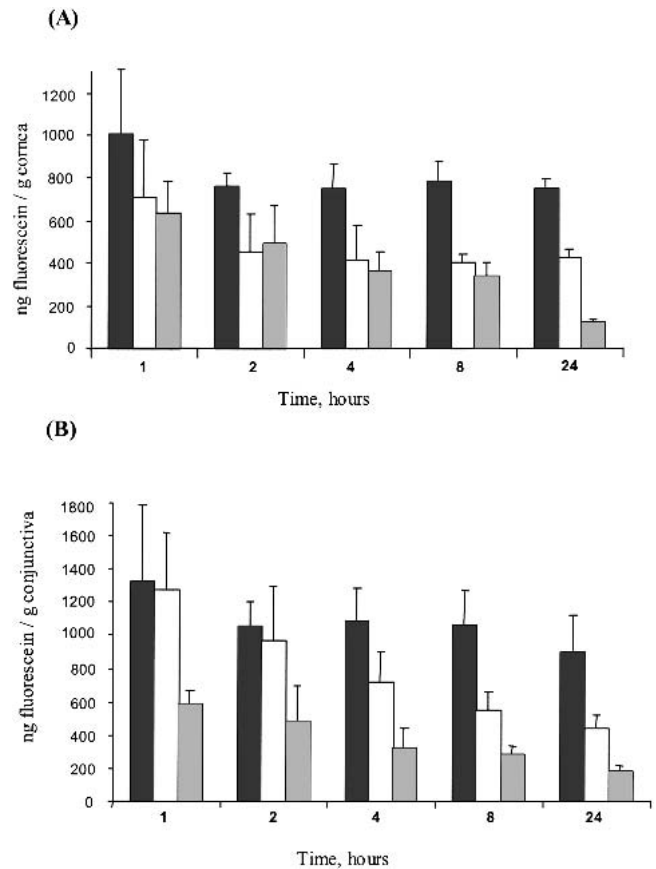 (A)
ng fluorescein / g cornea
1200
1000
800
600
400
200
0
1 2 4 8 24
Time, hours
(B)
ng fluorescein / g conjunctiva
1800
1600
1400
1200
1000
800
600
400
200
0
1 2 4 8 24
Time, hours